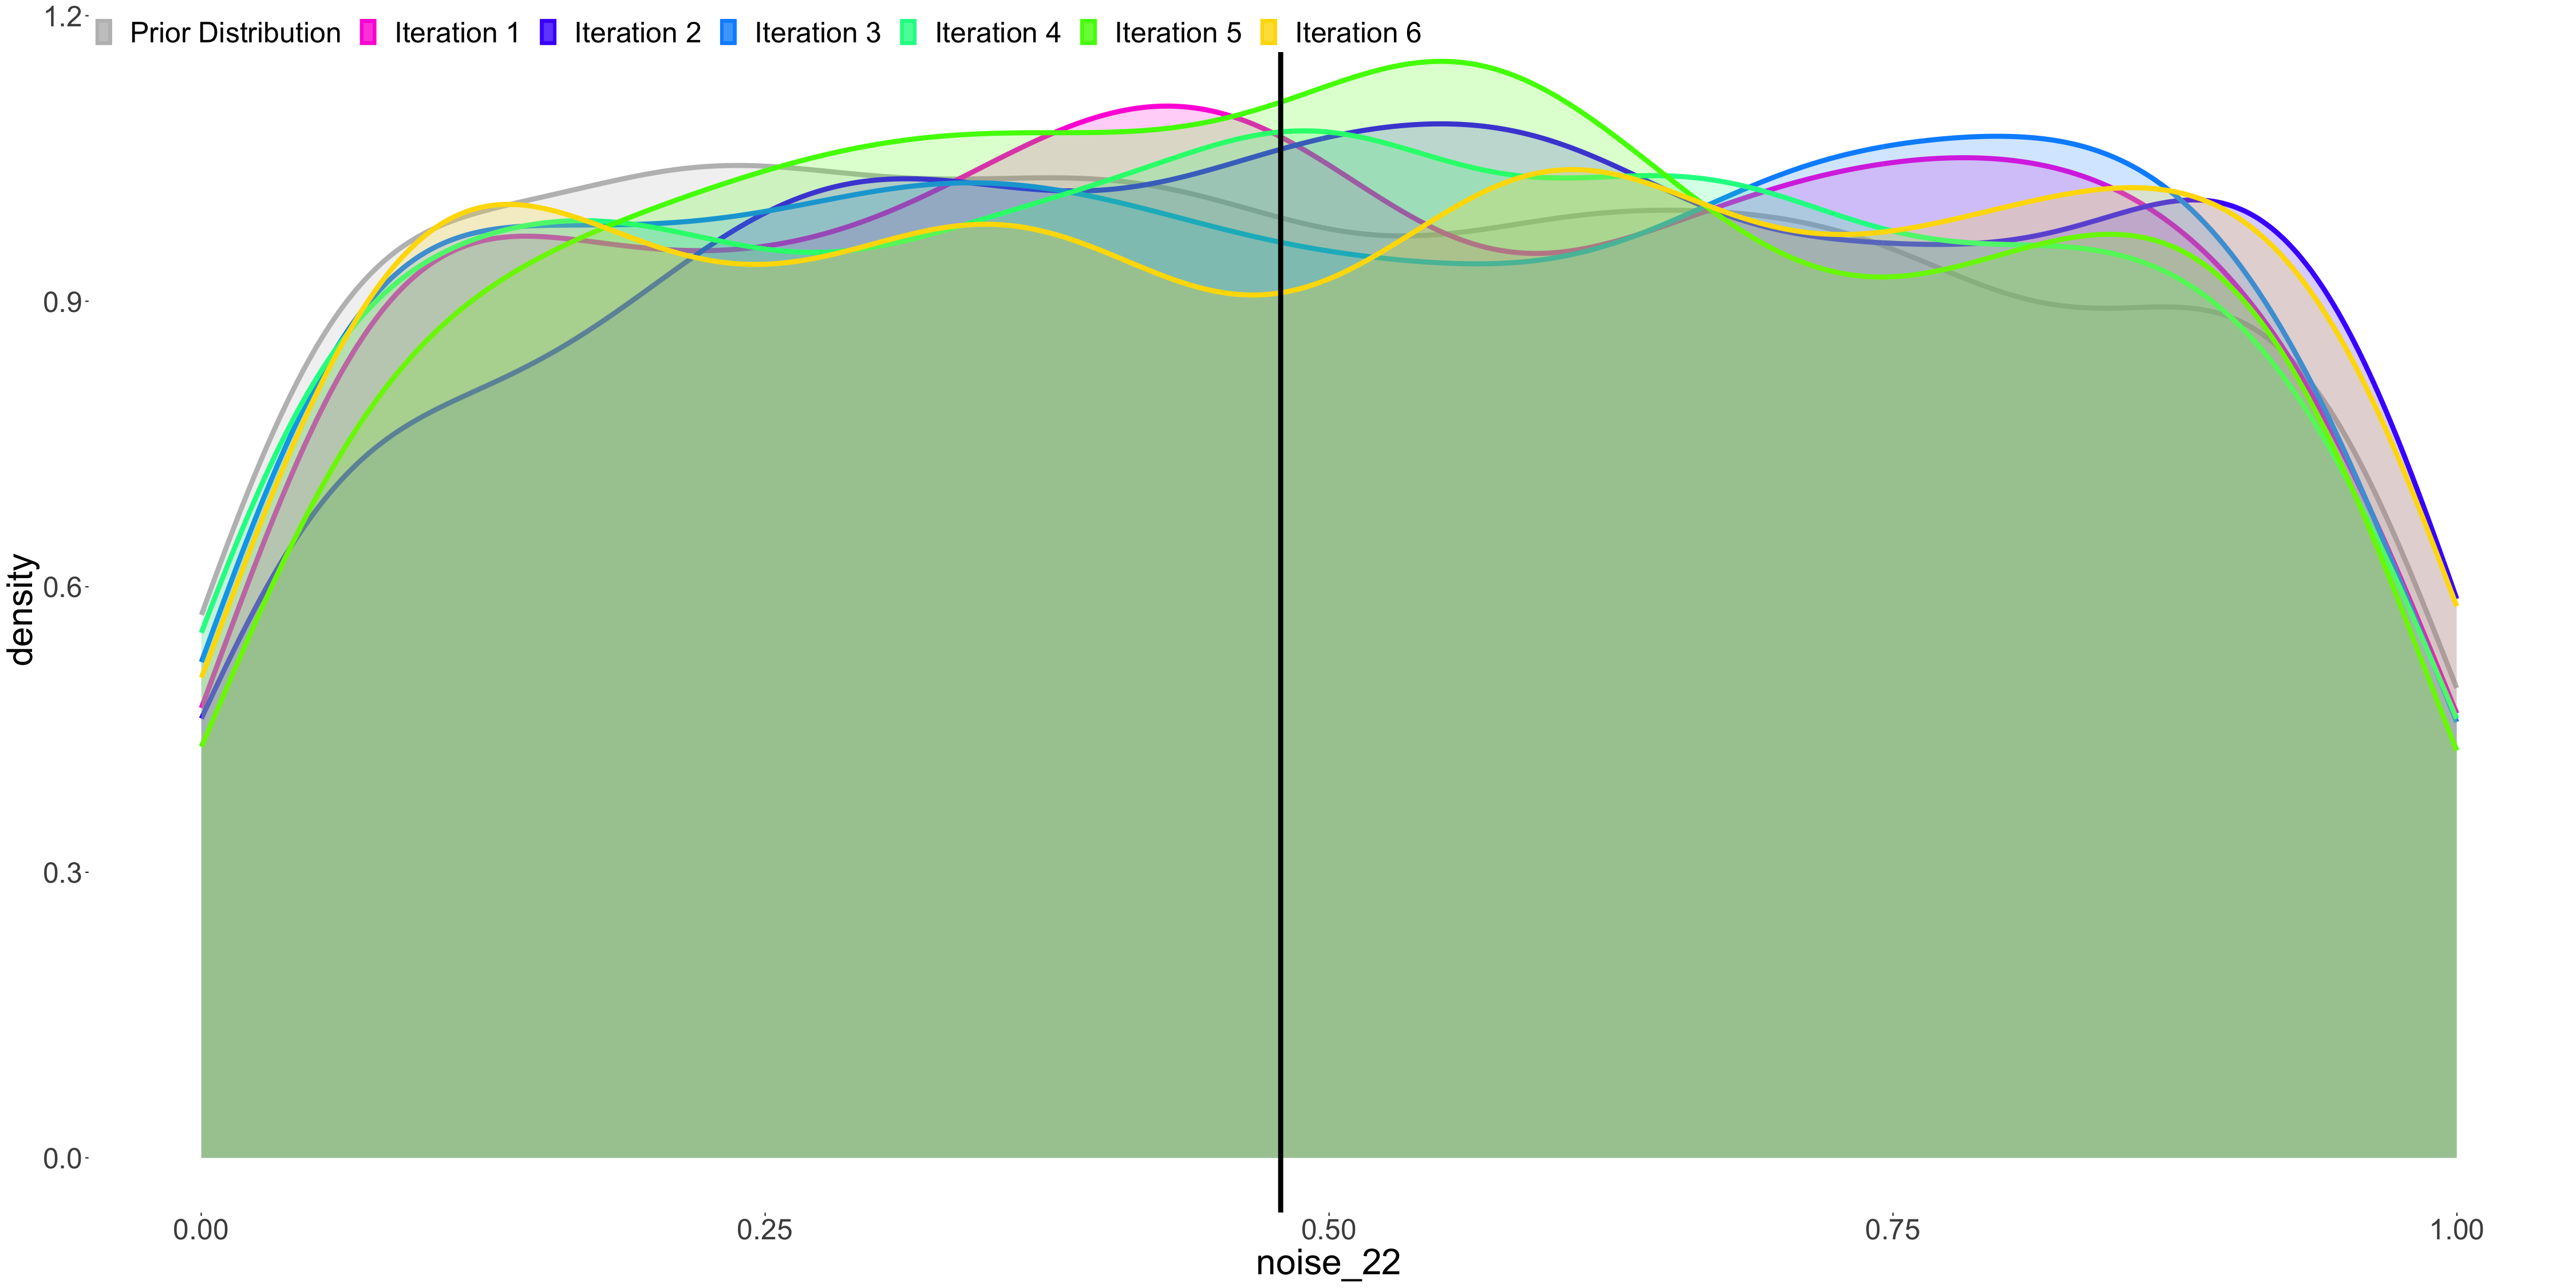 Prior Distribution Iteration 1 Iteration 2 Iteration 3 Iteration 4 Iteration 5 Iteration 6
1.2
0.9
0.6
0.3
0.0
density
0.00 0.25 0.50 0.75 1.00
noise_22